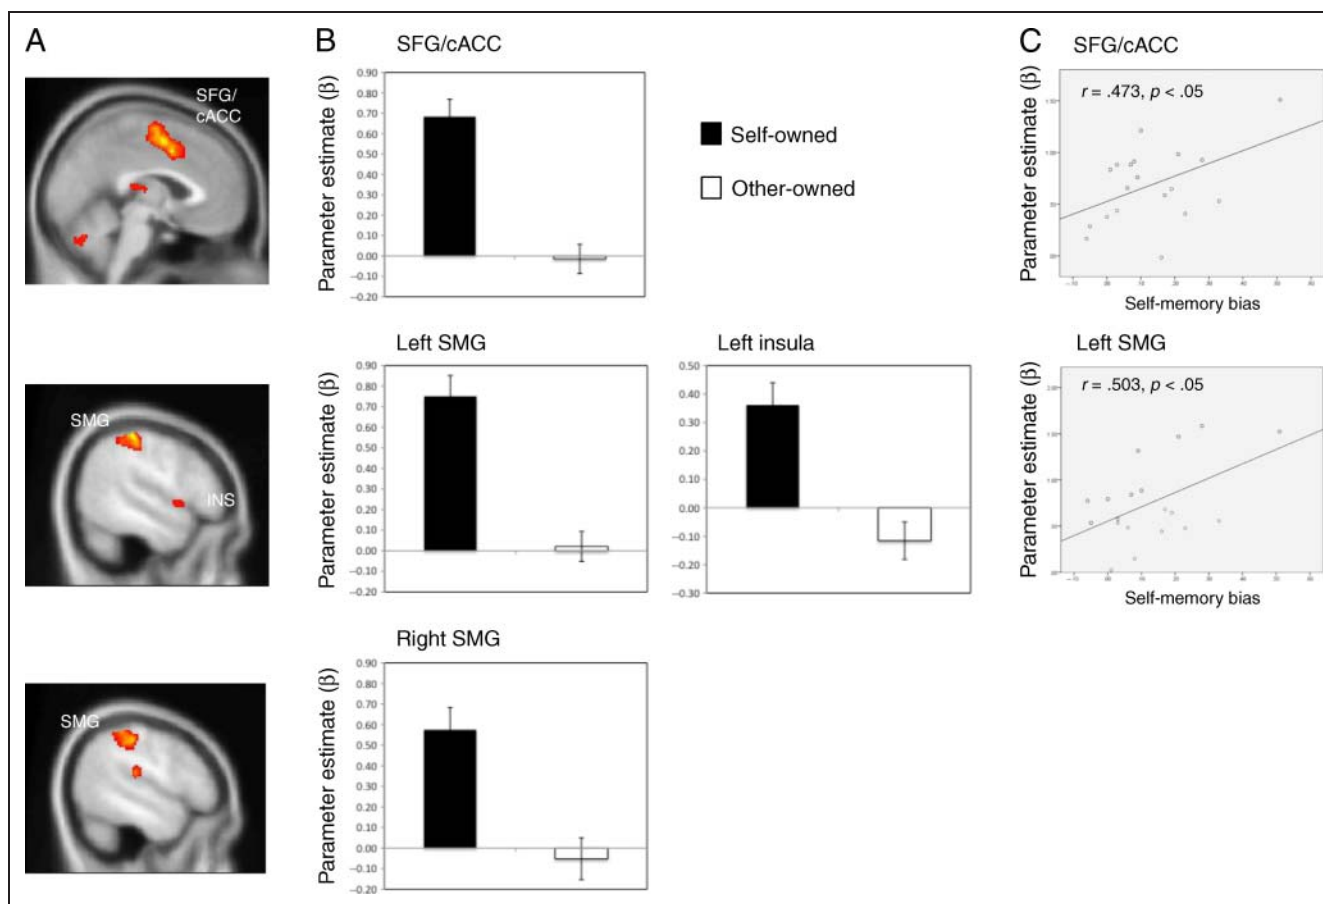 A
SFG/
cACC
SMG
INS
SMG
B
SFG/cACC
Parameter estimate (β)
0.90
0.80
0.70
0.60
0.50
0.40
0.30
0.20
0.10
0.00
−0.10
−0.20
Self-owned
Other-owned
Left SMG
Parameter estimate (β)
0.90
0.80
0.70
0.60
0.50
0.40
0.30
0.20
0.10
0.00
−0.10
−0.20
Left insula
Parameter estimate (β)
0.50
0.40
0.30
0.20
0.10
0.00
−0.10
−0.20
−0.30
Right SMG
Parameter estimate (β)
0.90
0.80
0.70
0.60
0.50
0.40
0.30
0.20
0.10
0.00
−0.10
−0.20
C
SFG/cACC
r = .473, p < .05
Parameter estimate (β)
Self-memory bias
Left SMG
r = .503, p < .05
Parameter estimate (β)
Self-memory bias